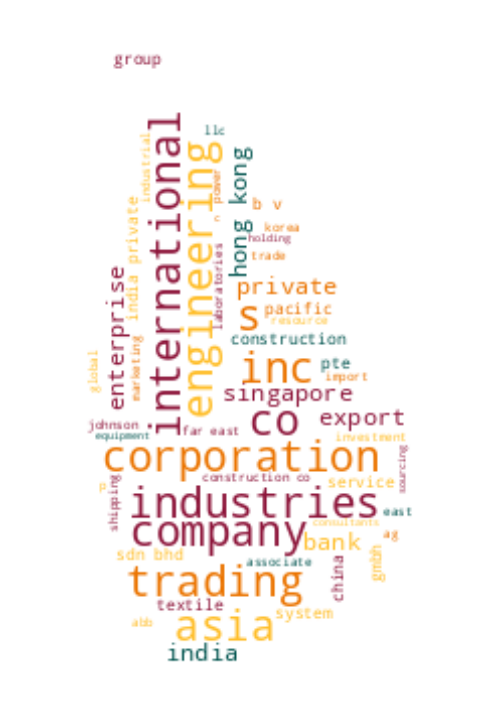 group
llc
industrial
international
engineering
hong kong
c power
india private
b v
korea
holding
laboratories
trade
enterprise
private
s
pacific
resource
marketing
construction
global
inc
pte
import
singapore
co
export
johnson
equipment
far east
investment
corporation
sourcing
construction co
service
p
shipping
industries
east
company
consultants
bank
ag
sdn bhd
associate
gmbh
china
trading
textile
system
abb
asia
india